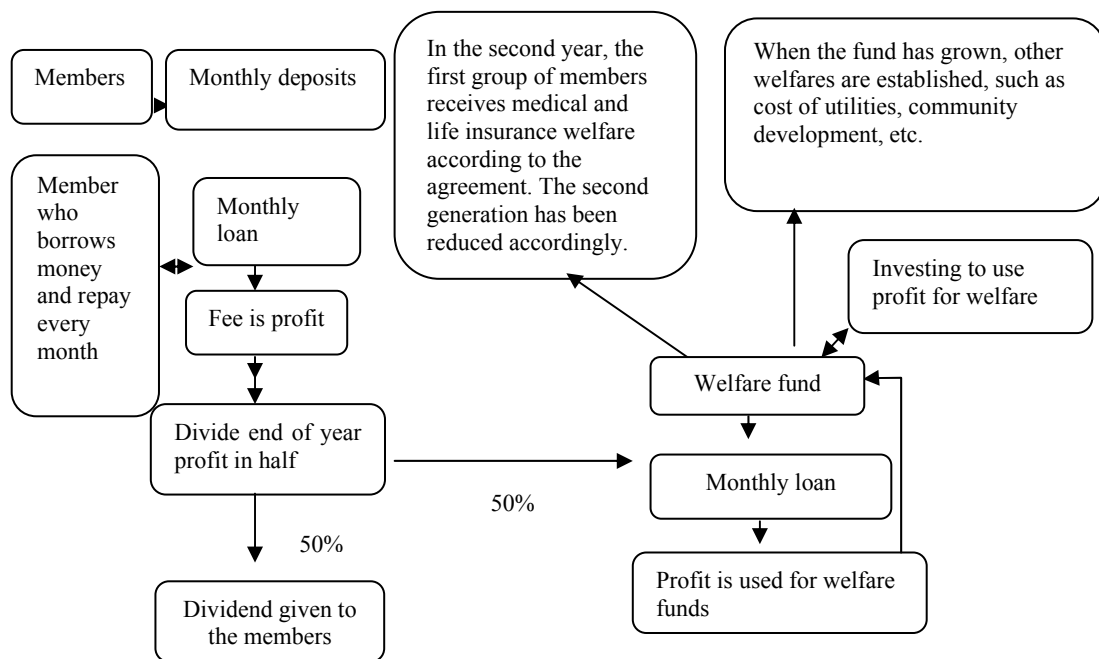 Members
Monthly deposits
In the second year, the
first group of members
receives medical and
life insurance welfare
according to the
agreement. The second
generation has been
reduced accordingly.
When the fund has grown, other
welfares are established, such as
cost of utilities, community
development, etc.
Member
who
borrows
money
and repay
every
month
Monthly
loan
Investing to use
profit for welfare
Fee is profit
Welfare fund
Divide end of year
profit in half
Monthly loan
50%
50%
Profit is used for welfare
funds
Dividend given to
the members